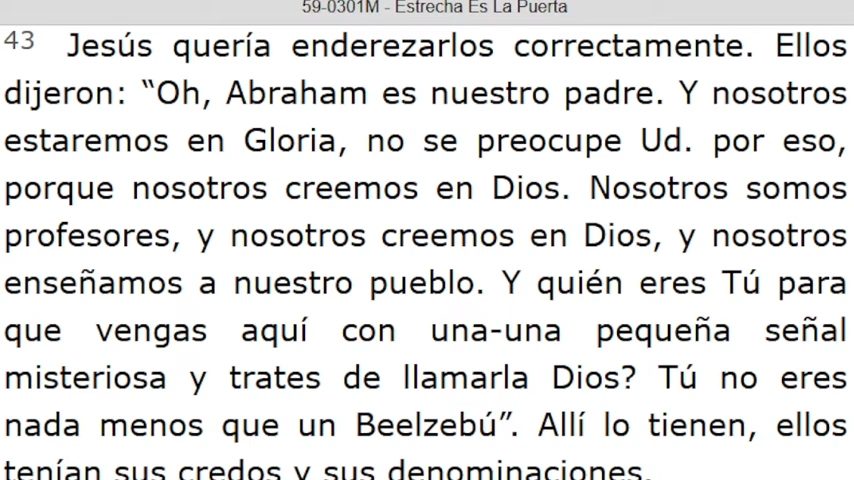 59-0301M - Estrecha Es La Puerta
43 Jesús quería enderezarlos correctamente. Ellos
dijeron: “Oh, Abraham es nuestro padre. Y nosotros
estaremos en Gloria, no se preocupe Ud. por eso,
porque nosotros creemos en Dios. Nosotros somos
profesores, y nosotros creemos en Dios, y nosotros
enseñamos a nuestro pueblo. Y quién eres Tú para
que vengas aquí con una-una pequeña señal
misteriosa y trates de llamarla Dios? Tú no eres
nada menos que un Beelzebú”. Allí lo tienen, ellos
tenían sus credos y sus denominaciones.